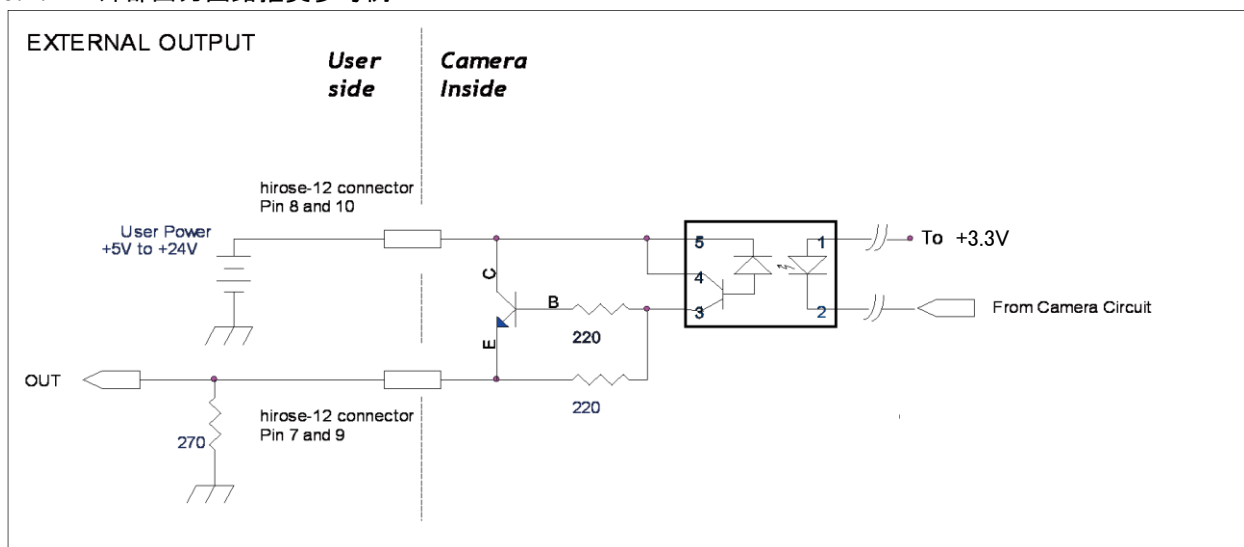 EXTERNAL OUTPUT
User side
Camera Inside
hirose-12 connector
Pin 8 and 10
User Power
+5V to +24V
5
1
To +3.3V
C
4
B
3
2
From Camera Circuit
220
E
OUT
220
hirose-12 connector
Pin 7 and 9
270